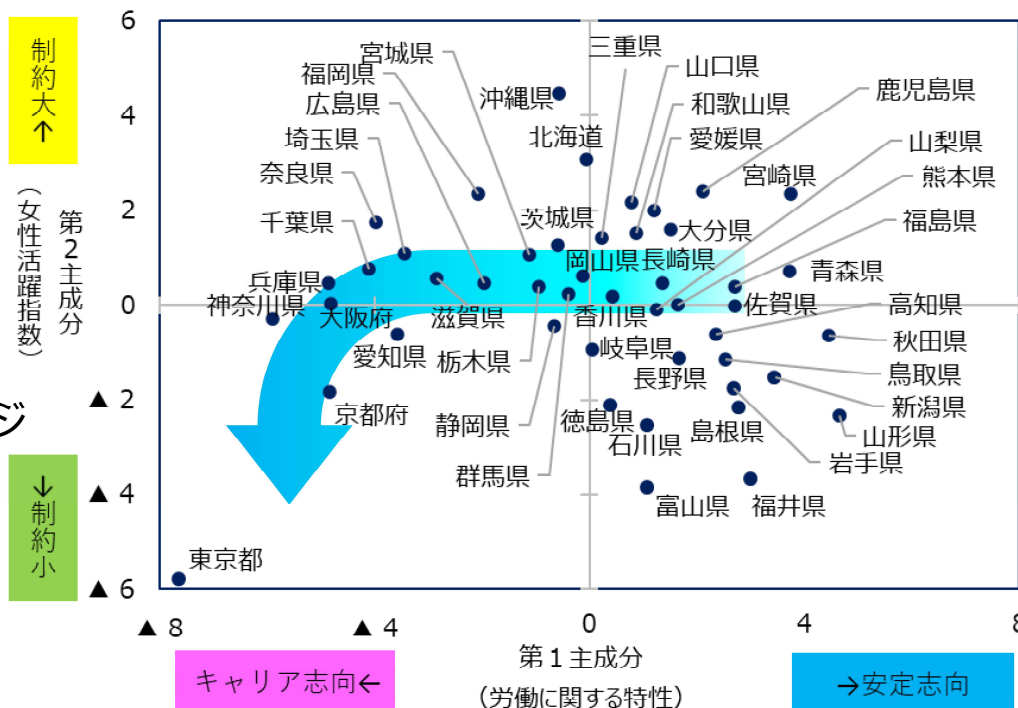 制約大↑
第2主成分
(女性活躍指数)
↓制約小
ジ
6
4
2
0
▲ 2
▲ 4
▲ 6
宮城県
三重県
福岡県
沖縄県
山口県
鹿児島県
広島県
和歌山県
埼玉県
北海道
愛媛県
山梨県
奈良県
宮崎県
熊本県
千葉県
茨城県
大分県
福島県
岡山県
長崎県
青森県
兵庫県
神奈川県
大阪府
滋賀県
香川県
佐賀県
高知県
愛知県
栃木県
岐阜県
秋田県
長野県
鳥取県
京都府
静岡県
徳島県
新潟県
石川県
島根県
山形県
群馬県
岩手県
富山県
福井県
東京都
▲ 8
▲ 4
0
4
8
第1主成分
(労働に関する特性)
キャリア志向←
→安定志向